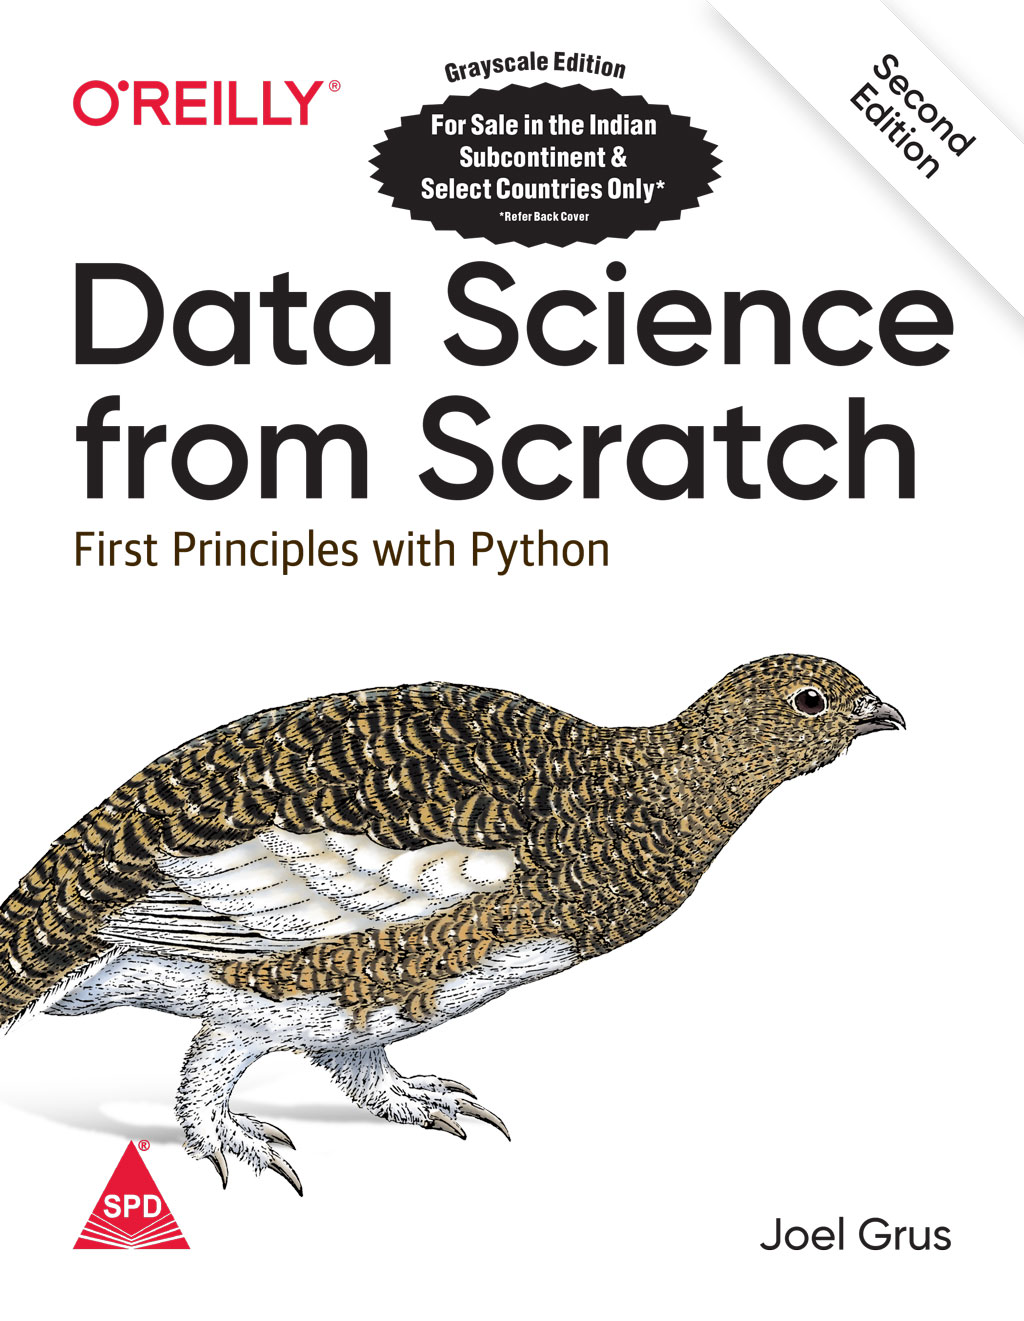 O'REILLY®
Grayscale Edition
For Sale in the Indian
Subcontinent &
Select Countries Only*
*Refer Back Cover
Second
Edition
Data Science
from Scratch
First Principles with Python
®
SPD
Joel Grus